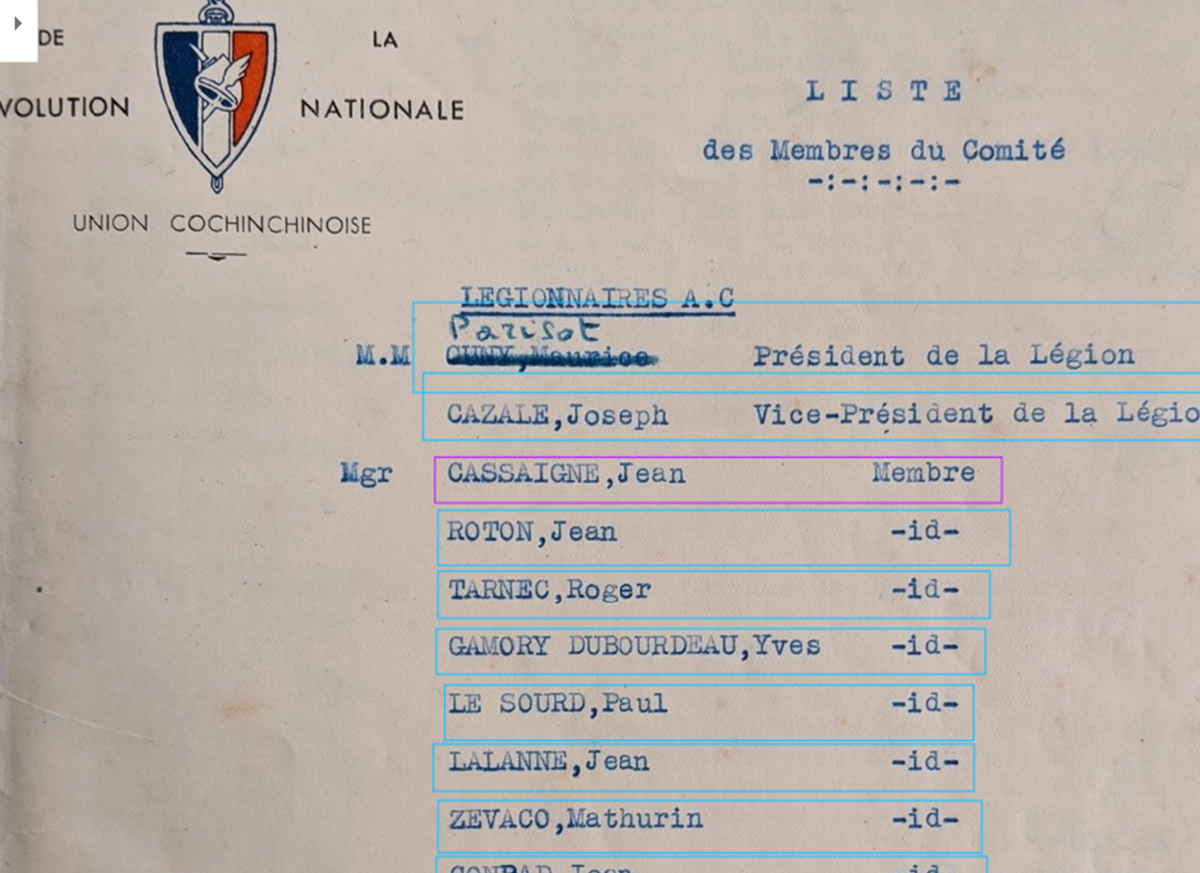 DE LA
VOLUTION NATIONALE
UNION COCHINCHINOISE
LISTE
des Membres du Comité
-:-:-:-:-
LEGIONNAIRES A.C
Parisot
M.M CUNY,Maurice Président de la Légion
CAZALE,Joseph Vice-Président de la Légio
Mgr CASSAIGNE,Jean Membre
ROTON,Jean -id-
TARNEC,Roger -id-
GAMORY DUBOURDEAU,Yves -id-
LE SOURD,Paul -id-
LALANNE,Jean -id-
ZEVACO,Mathurin -id-